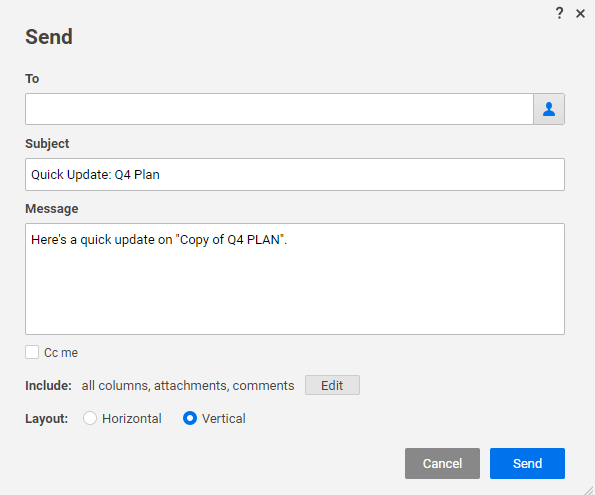 ? ×
Send
To
Subject
Quick Update: Q4 Plan
Message
Here's a quick update on "Copy of Q4 PLAN".
Cc me
Include: all columns, attachments, comments Edit
Layout: Horizontal Vertical
Cancel Send